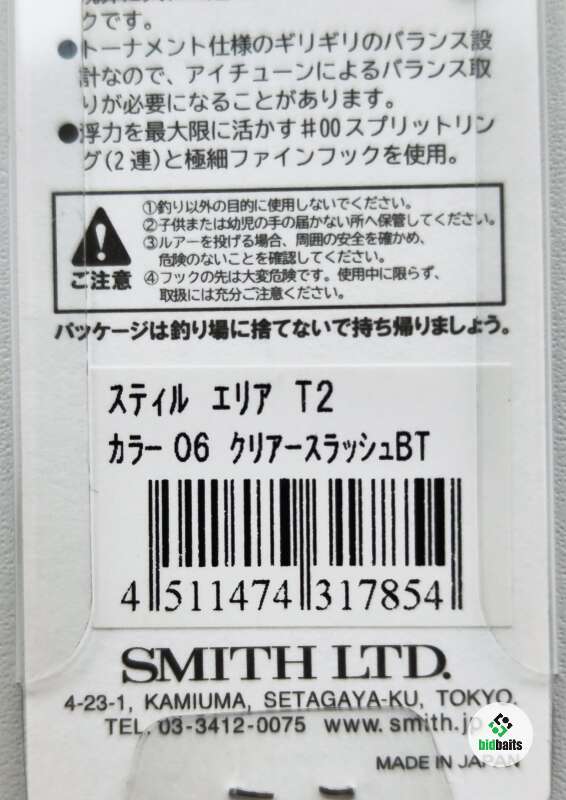 クです。
●トーナメント仕様のギリギリのバランス設
計なので、アイチューンによるバランス取
りが必要になることがあります。
●浮力を最大限に活かす#00スプリットリン
グ(2連)と極細ファインフックを使用。
ご注意
①釣り以外の目的に使用しないでください。
②子供または幼児の手の届かない所へ保管してください。
③ルアーを投げる場合、周囲の安全を確かめ、
危険のないことを確認してください。
④フックの先は大変危険です。使用中に限らず、
取扱には充分ご注意ください。
パッケージは釣り場に捨てないで持ち帰りましょう。
スティル エリア T2
カラー 06 クリアースラッシュBT
4 511474 317854
SMITH LTD.
4-23-1, KAMIUMA, SETAGAYA-KU, TOKYO.
TEL, 03-3412-0075 www.smith.jp
bidbaits
MADE IN JAPAN